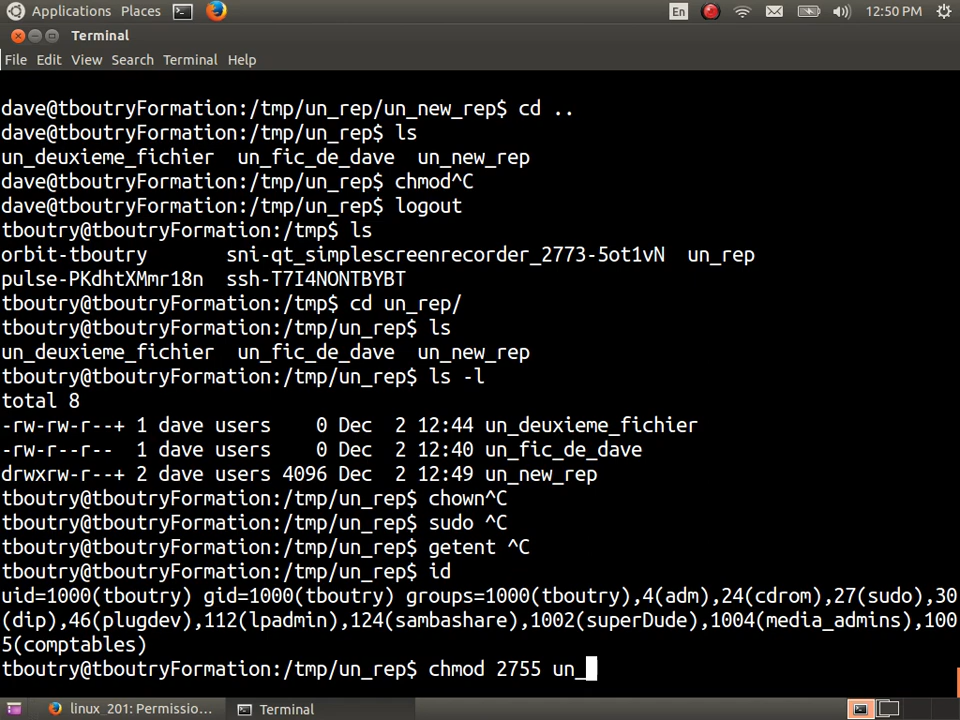 Applications Places En 12:50 PM
Terminal
File Edit View Search Terminal Help
dave@tboutryFormation:/tmp/un_rep/un_new_rep$ cd ..
dave@tboutryFormation:/tmp/un_rep$ ls
un_deuxieme_fichier  un_fic_de_dave  un_new_rep
dave@tboutryFormation:/tmp/un_rep$ chmod^C
dave@tboutryFormation:/tmp/un_rep$ logout
tboutry@tboutryFormation:/tmp$ ls
orbit-tboutry       sni-qt_simplescreenrecorder_2773-5ot1vN  un_rep
pulse-PKdhtXMmr18n  ssh-T7I4NONTBYBT
tboutry@tboutryFormation:/tmp$ cd un_rep/
tboutry@tboutryFormation:/tmp/un_rep$ ls
un_deuxieme_fichier  un_fic_de_dave  un_new_rep
tboutry@tboutryFormation:/tmp/un_rep$ ls -l
total 8
-rw-rw-r--+ 1 dave users    0 Dec  2 12:44 un_deuxieme_fichier
-rw-r--r-- 1 dave users    0 Dec  2 12:40 un_fic_de_dave
drwxrw-r--+ 2 dave users 4096 Dec  2 12:49 un_new_rep
tboutry@tboutryFormation:/tmp/un_rep$ chown^C
tboutry@tboutryFormation:/tmp/un_rep$ sudo ^C
tboutry@tboutryFormation:/tmp/un_rep$ getent ^C
tboutry@tboutryFormation:/tmp/un_rep$ id
uid=1000(tboutry) gid=1000(tboutry) groups=1000(tboutry),4(adm),24(cdrom),27(sudo),30
(dip),46(plugdev),112(lpadmin),124(sambashare),1002(superDude),1004(media_admins),100
5(comptables)
tboutry@tboutryFormation:/tmp/un_rep$ chmod 2755 un_
linux_201: Permissio... Terminal